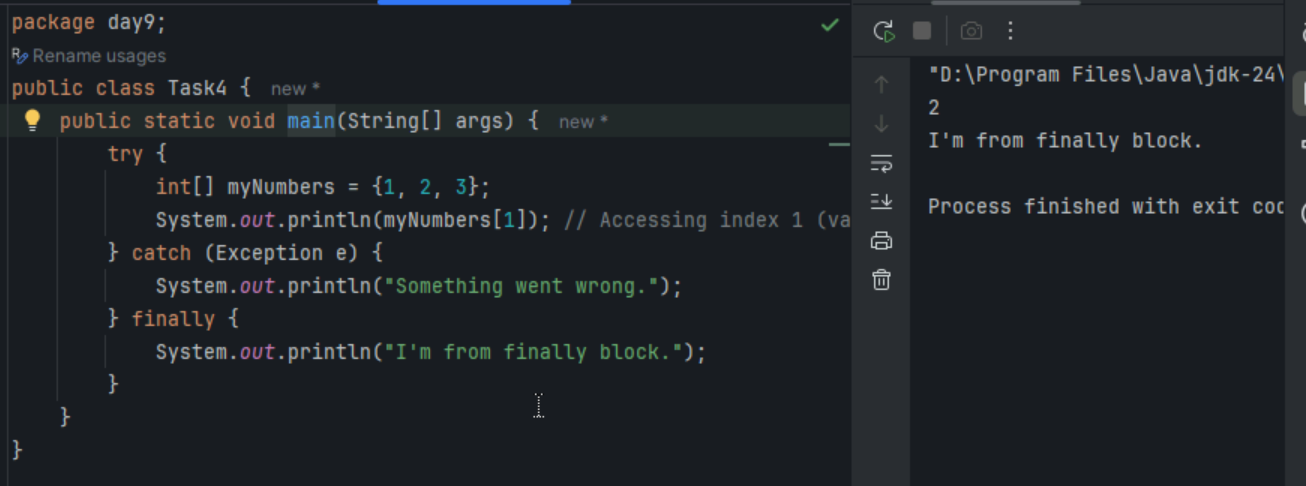 package day9;
Rename usages
public class Task4 { new *
public static void main(String[] args) { new *
try {
int[] myNumbers = {1, 2, 3};
System.out.println(myNumbers[1]); // Accessing index 1 (va
} catch (Exception e) {
System.out.println("Something went wrong.");
} finally {
System.out.println("I'm from finally block.");
}
}
}
"D:\Program Files\Java\jdk-24\
2
I'm from finally block.
Process finished with exit cod